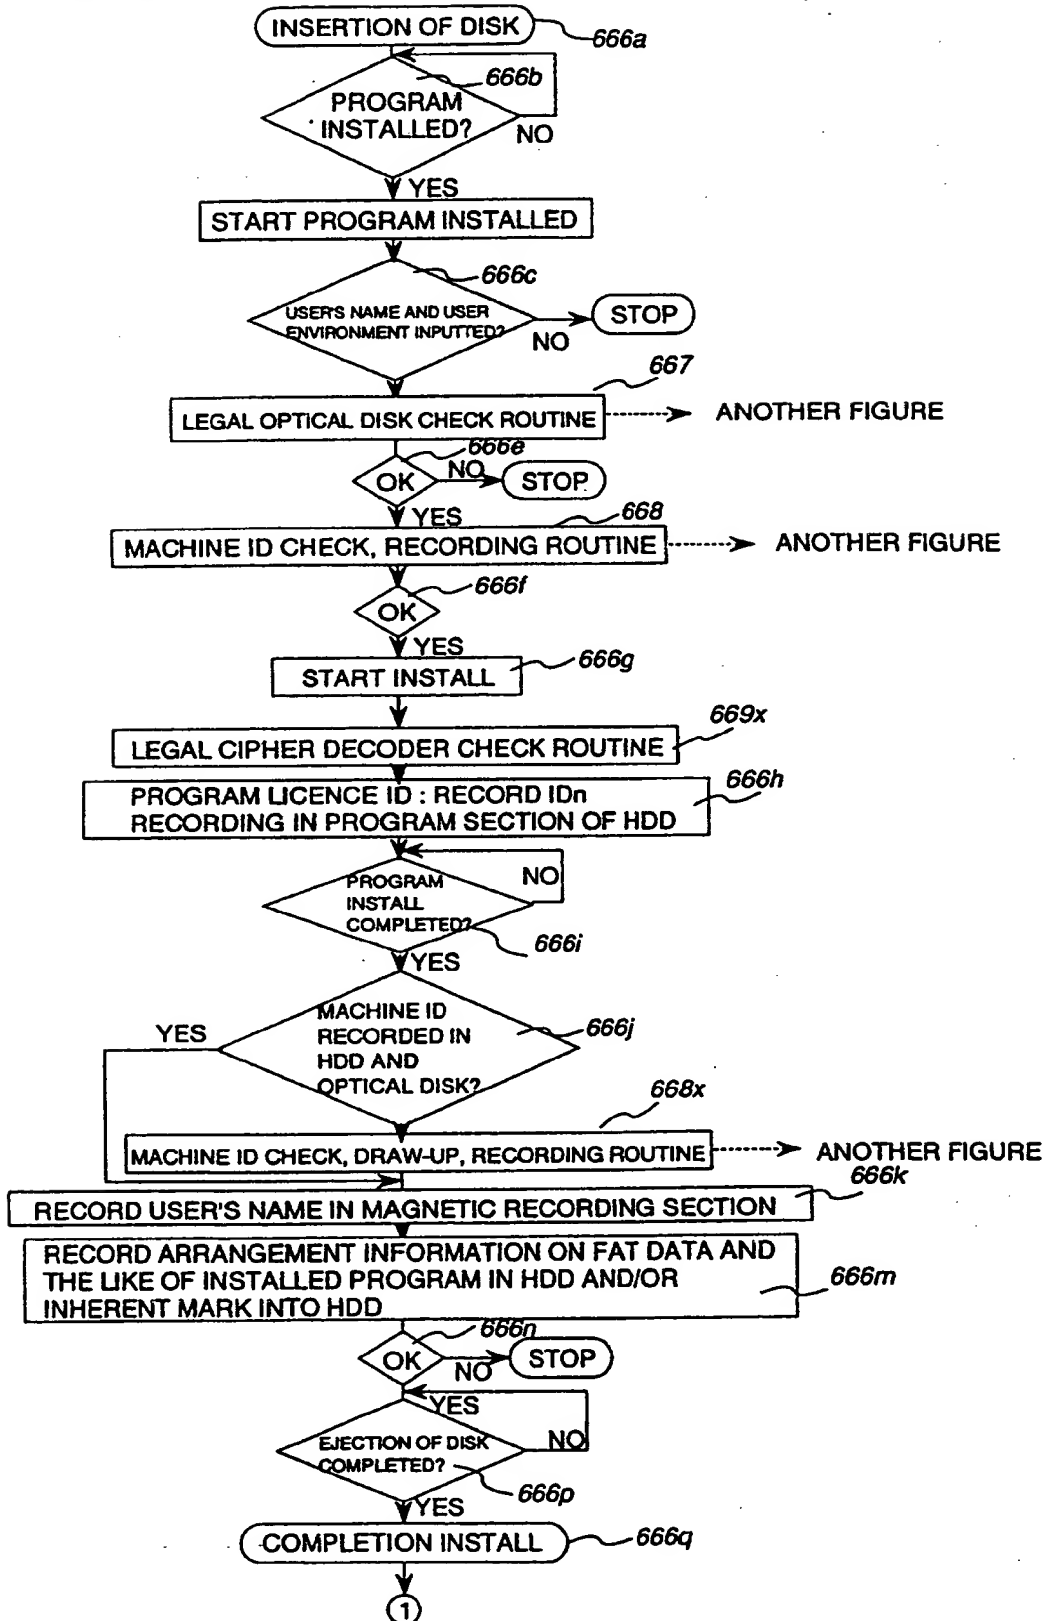 INSERTION OF DISK
666a
666b
PROGRAM
INSTALLED?
NO
YES
START PROGRAM INSTALLED
666c
USER'S NAME AND USER
ENVIRONMENT INPUTTED?
NO
STOP
667
LEGAL OPTICAL DISK CHECK ROUTINE
ANOTHER FIGURE
666e
OK
NO
STOP
YES
668
MACHINE ID CHECK, RECORDING ROUTINE
ANOTHER FIGURE
666f
OK
YES
START INSTALL
666g
669x
LEGAL CIPHER DECODER CHECK ROUTINE
PROGRAM LICENCE ID : RECORD IDn
RECORDING IN PROGRAM SECTION OF HDD
666h
NO
PROGRAM
INSTALL
COMPLETED?
666i
YES
MACHINE ID
RECORDED IN
HDD AND
OPTICAL DISK?
666j
YES
668x
MACHINE ID CHECK, DRAW-UP, RECORDING ROUTINE
ANOTHER FIGURE
666k
RECORD USER'S NAME IN MAGNETIC RECORDING SECTION
RECORD ARRANGEMENT INFORMATION ON FAT DATA AND
THE LIKE OF INSTALLED PROGRAM IN HDD AND/OR
INHERENT MARK INTO HDD
666m
666n
OK
NO
STOP
YES
EJECTION OF DISK
COMPLETED?
NO
666p
YES
COMPLETION INSTALL
666q
1